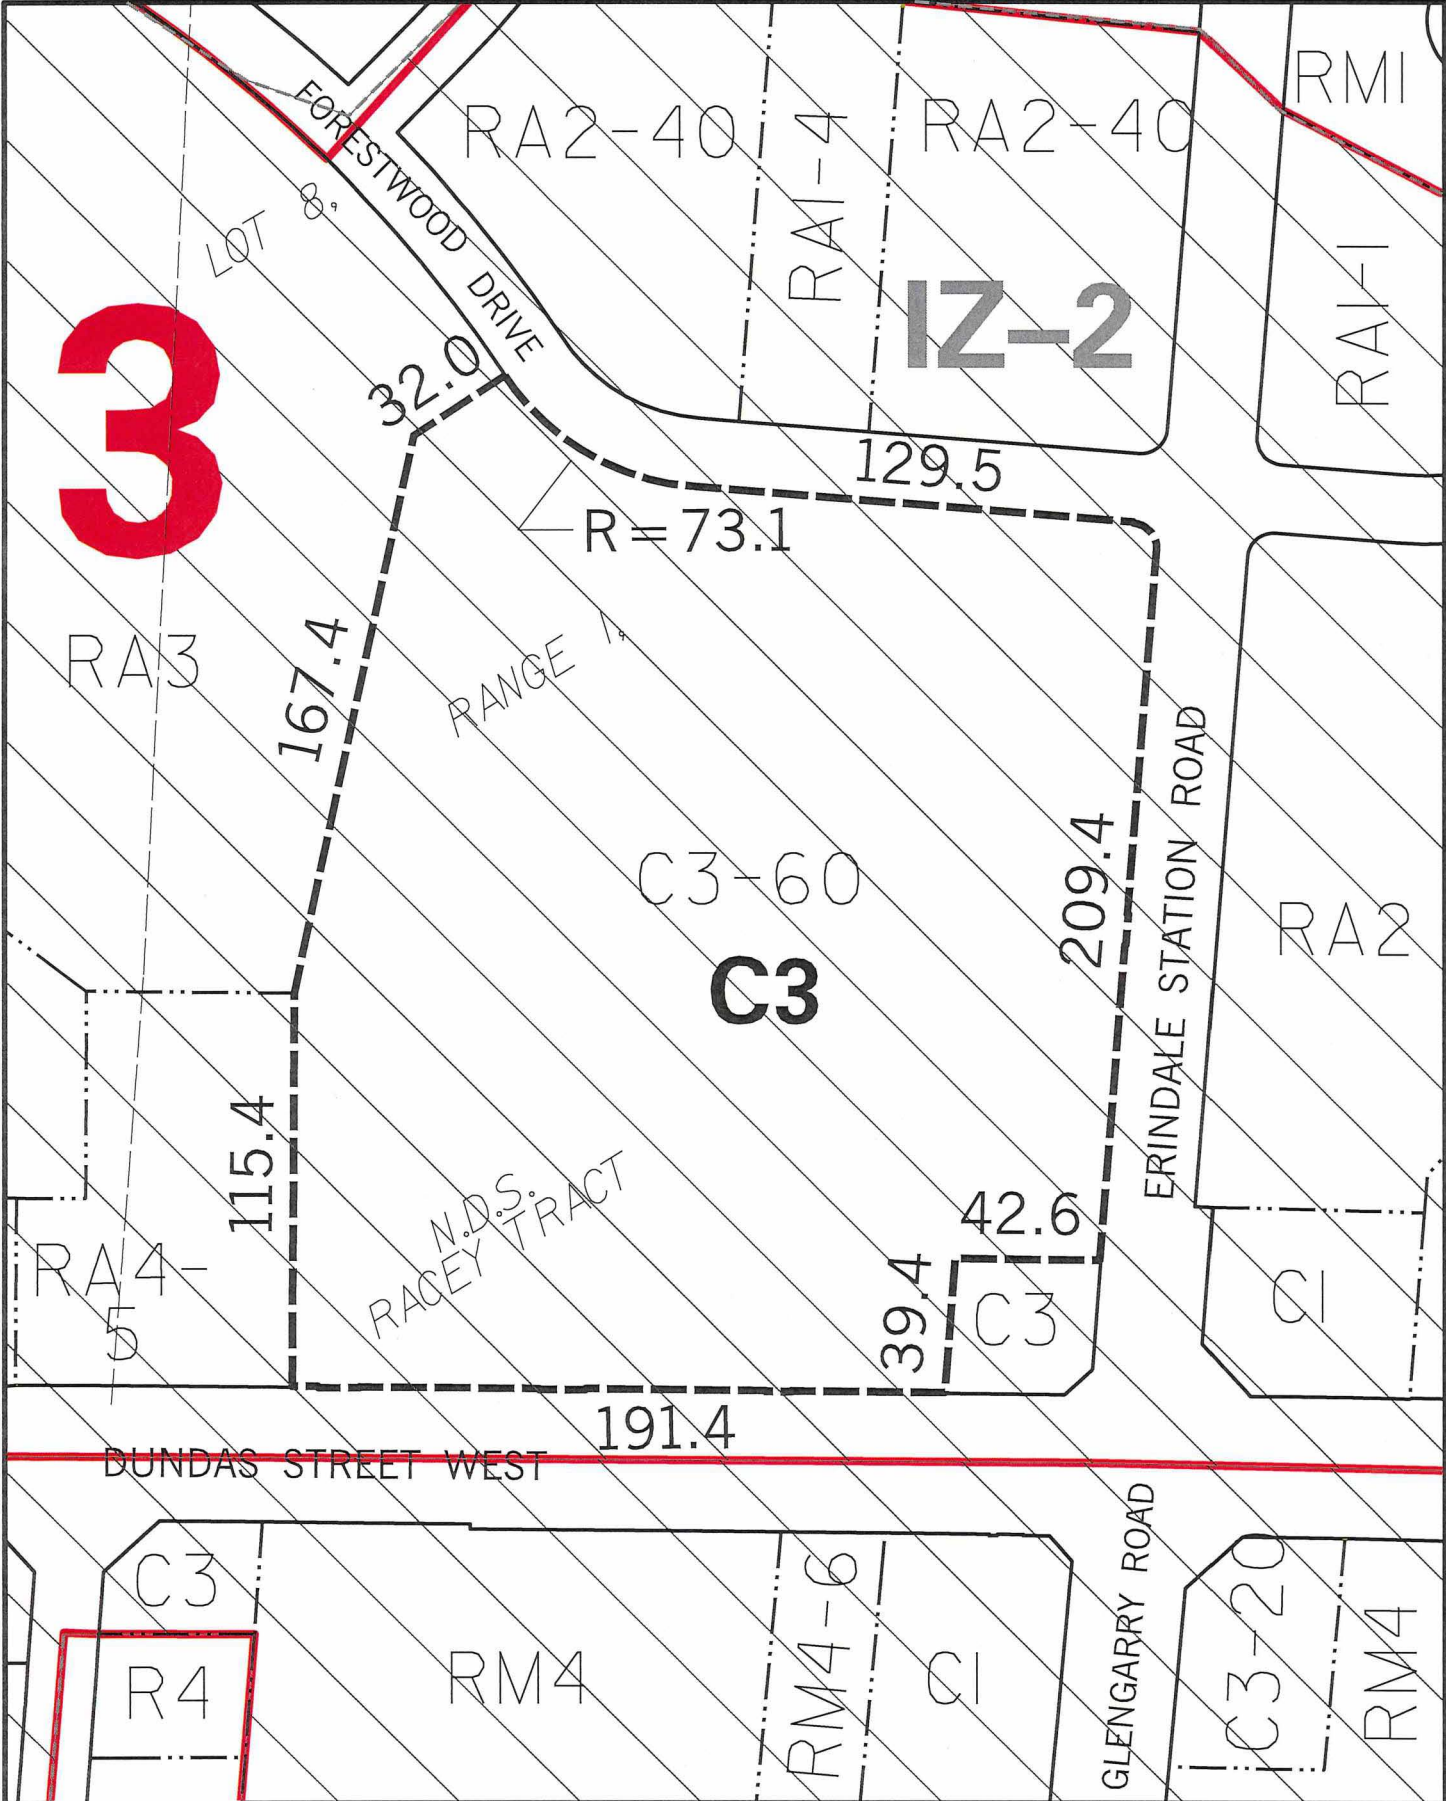 FORESTWOOD DRIVE
RA2-40
RA1-4
RA2-40
RM1
LOT 8,
IZ-2
RA1-1
3
32.0
129.5
R=73.1
RA3
167.4
RANGE 1,
C3-60
C3
209.4
ERINDALE STATION ROAD
RA2
115.4
N.D.S.
RACEY TRACT
42.6
RA4-
5
39.4
C3
C1
191.4
DUNDAS STREET WEST
C3
R4
RM4
RM4-6
C1
GLENGARRY ROAD
C3-20
RM4